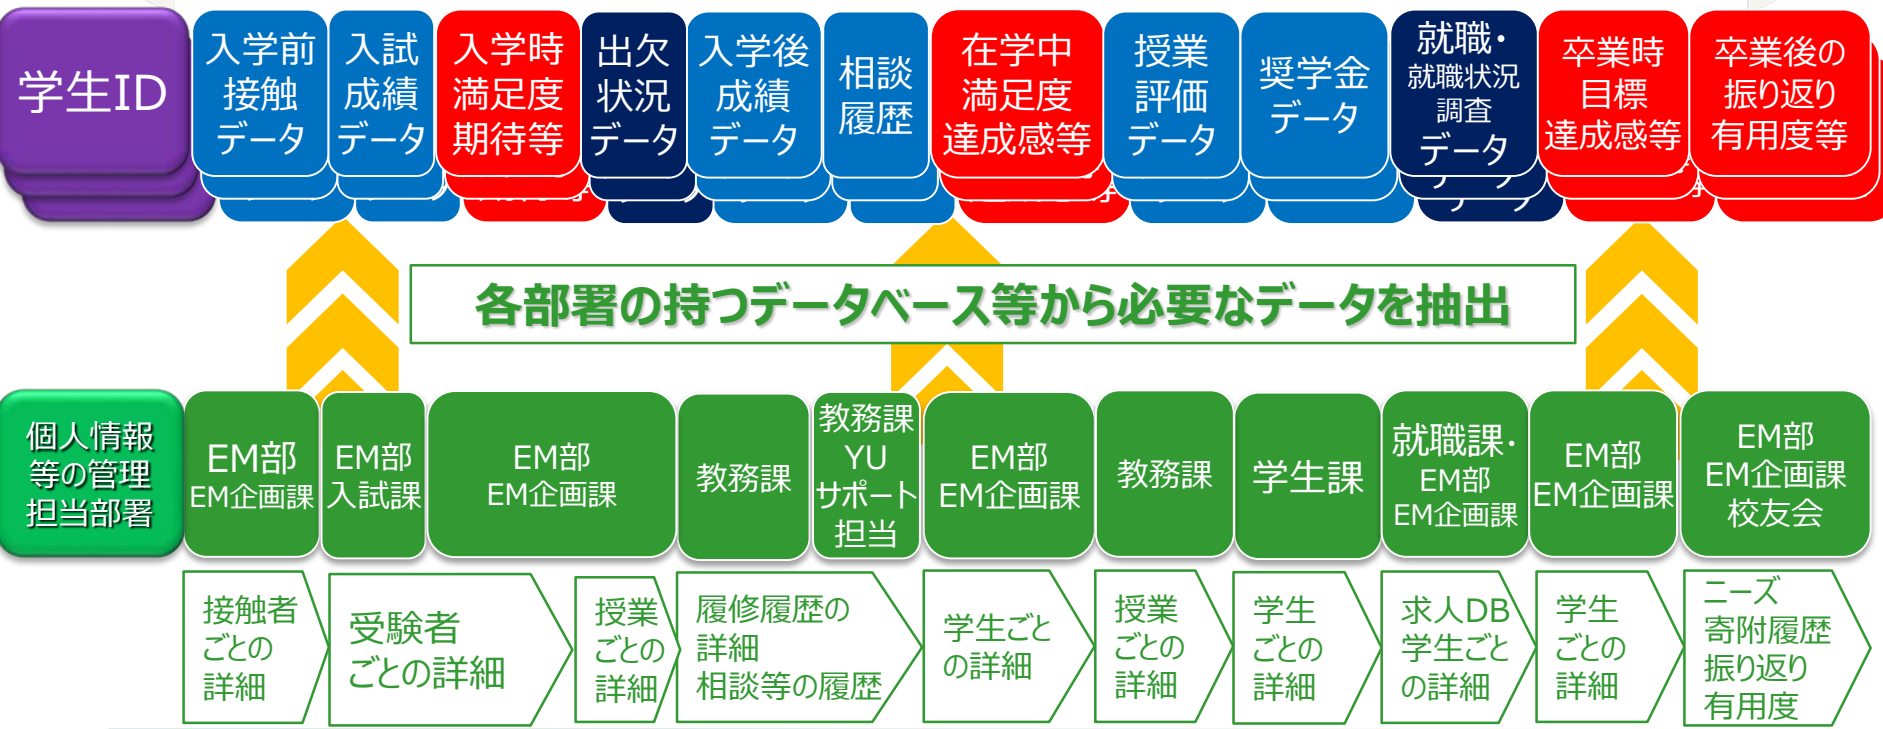 学生ID
入学前
接触
データ
入試
成績
データ
入学時
満足度
期待等
出欠
状況
データ
入学後
成績
データ
相談
履歴
在学中
満足度
達成感等
授業
評価
データ
奨学金
データ
就職・
就職状況
調査
データ
卒業時
目標
達成感等
卒業後の
振り返り
有用度等
各部署の持つデータベース等から必要なデータを抽出
個人情報
等の管理
担当部署
EM部
EM企画課
EM部
入試課
EM部
EM企画課
教務課
教務課
YU
サポート
担当
EM部
EM企画課
教務課
学生課
就職課・
EM部
EM企画課
EM部
EM企画課
EM部
EM企画課
校友会
接触者
ごとの
詳細
受験者
ごとの詳細
授業
ごとの
詳細
履修履歴の
詳細
相談等の履歴
学生ごと
の詳細
授業
ごとの
詳細
学生
ごとの
詳細
求人DB
学生ごと
の詳細
学生
ごとの
詳細
ニーズ
寄附履歴
振り返り
有用度